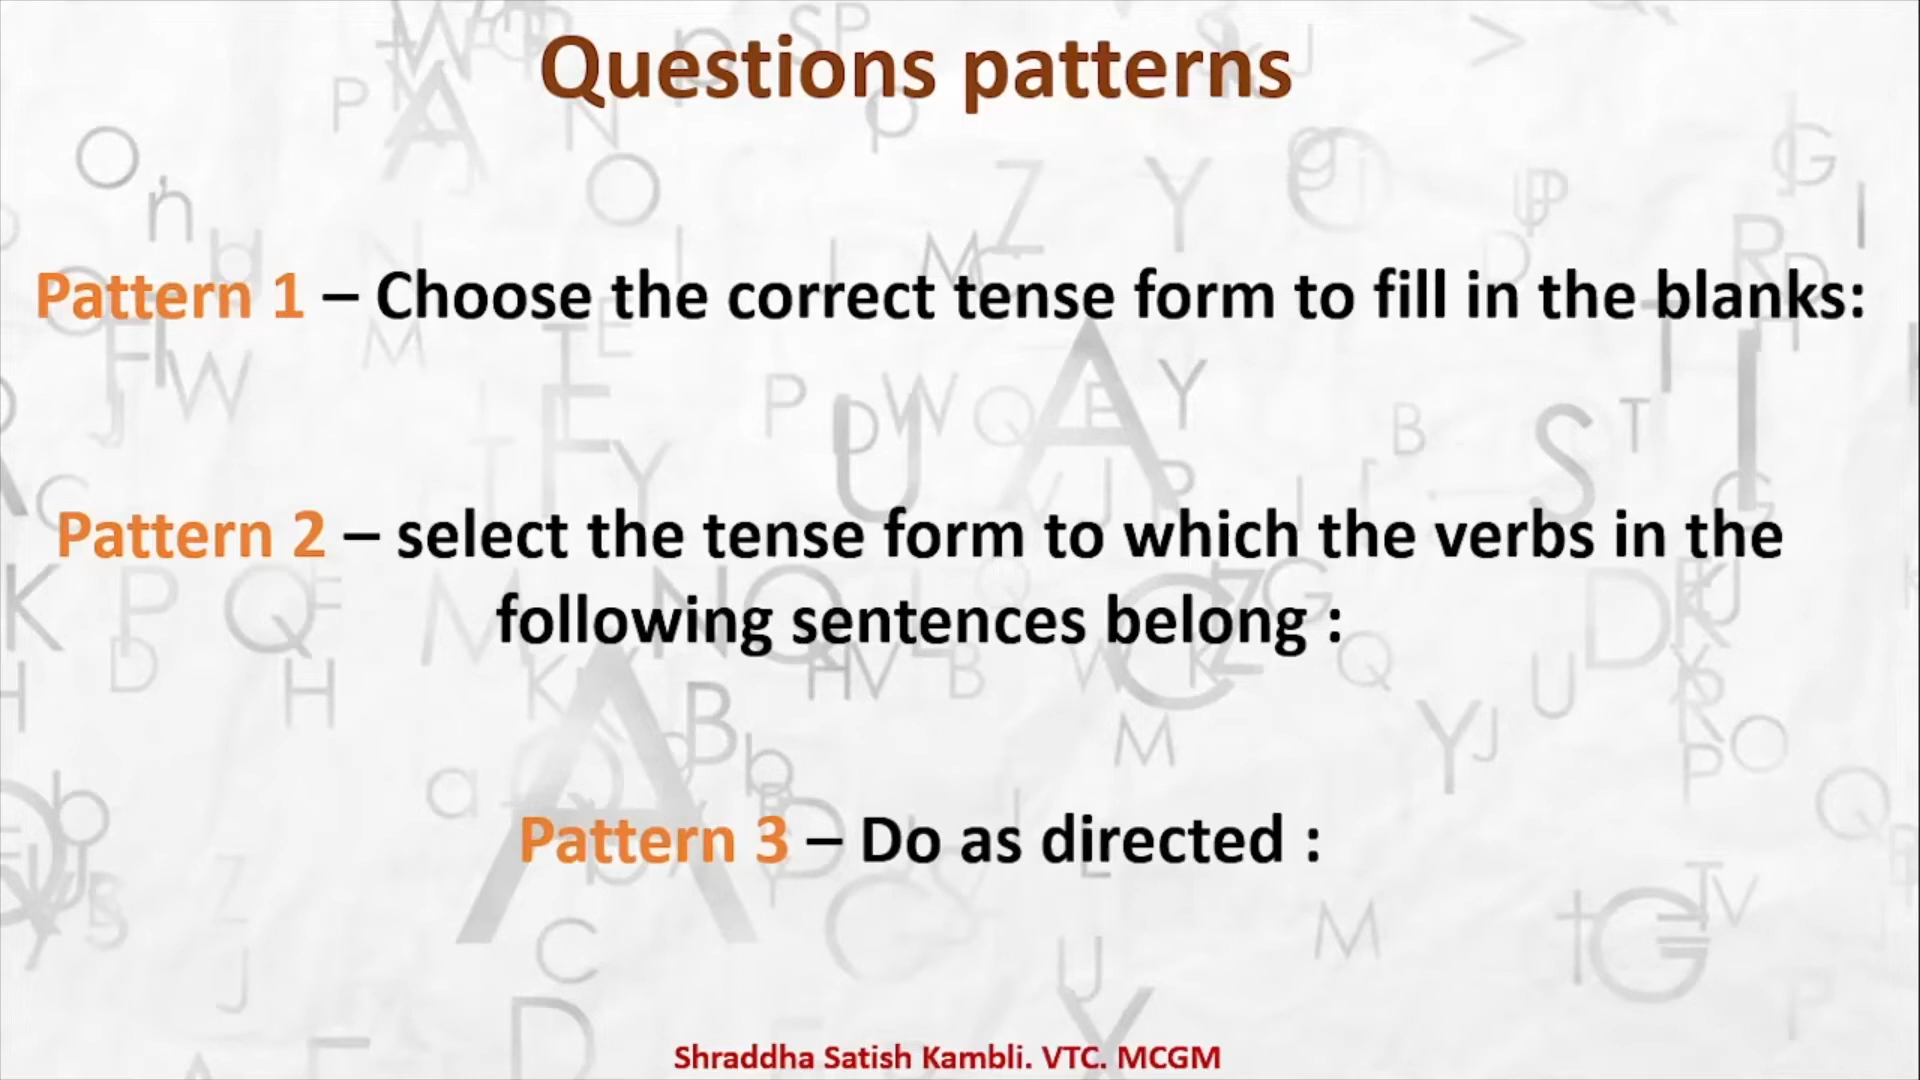 Questions patterns
Pattern 1 – Choose the correct tense form to fill in the blanks:
Pattern 2 – select the tense form to which the verbs in the
following sentences belong :
Pattern 3 – Do as directed :
Shraddha Satish Kambli. VTC. MCGM